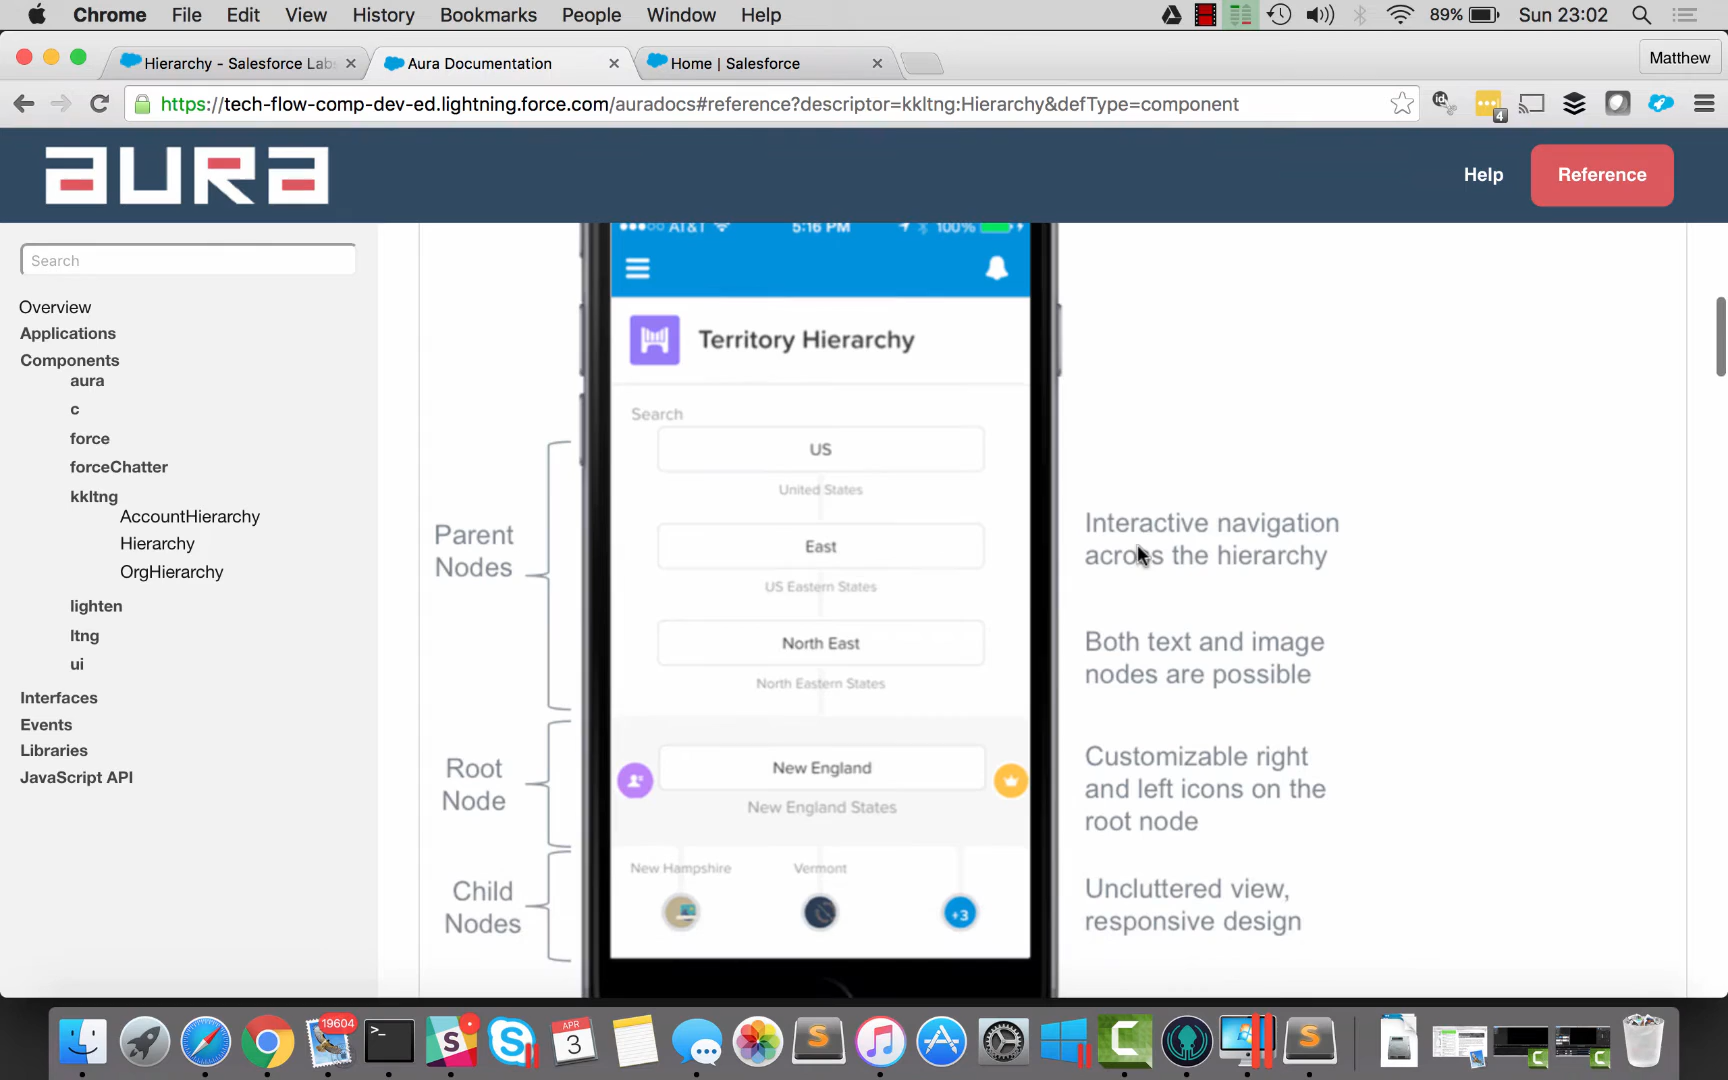 Chrome File Edit View History Bookmarks People Window Help 89% Sun 23:02
Hierarchy - Salesforce Lab
Aura Documentation
Home | Salesforce
Matthew
https://tech-flow-comp-dev-ed.lightning.force.com/auradocs#reference?descriptor=kkltng:Hierarchy&defType=component
4
aura
Help
Reference
Search
Overview
Applications
Components
aura
c
force
forceChatter
kkltng
AccountHierarchy
Hierarchy
OrgHierarchy
lighten
ltng
ui
Interfaces
Events
Libraries
JavaScript API
AT&T 5:16 PM 100%
Territory Hierarchy
Search
US
United States
East
US Eastern States
North East
North Eastern States
New England
New England States
New Hampshire
Vermont
+3
Parent
Nodes
Root
Node
Child
Nodes
Interactive navigation
across the hierarchy
Both text and image
nodes are possible
Customizable right
and left icons on the
root node
Uncluttered view,
responsive design
19604
APR
3